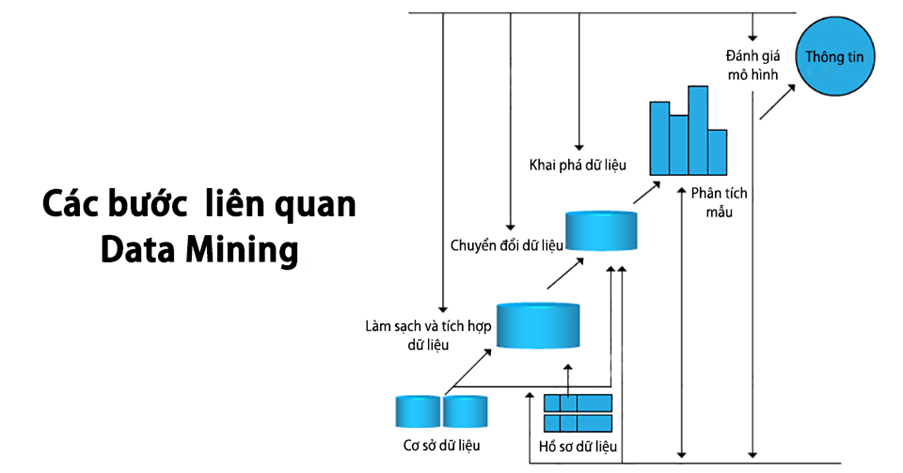 Các bước liên quan
Data Mining
Đánh giá
mô hình
Thông tin
Khai phá dữ liệu
Phân tích
mẫu
Chuyển đổi dữ liệu
Làm sạch và tích hợp
dữ liệu
Cơ sở dữ liệu
Hồ sơ dữ liệu